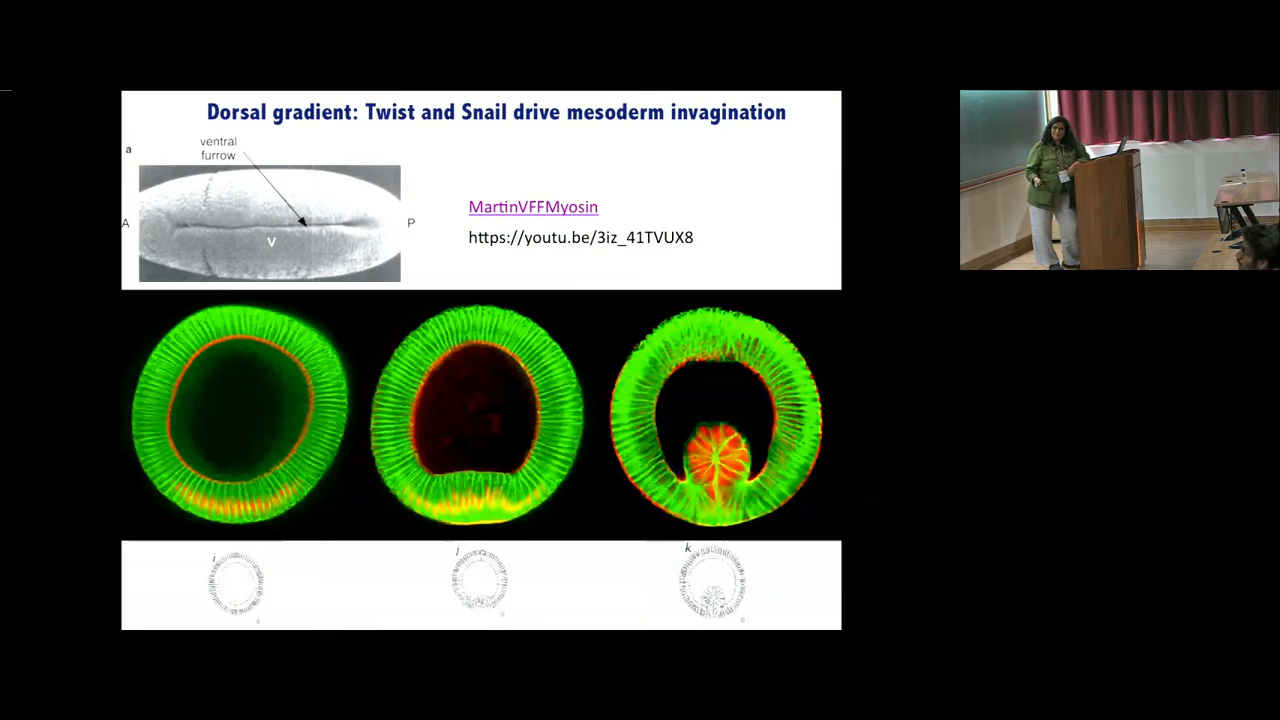 Dorsal gradient: Twist and Snail drive mesoderm invagination
a
ventral
furrow
A
V
P
MartinVFFMyosin
https://youtu.be/3iz_41TVUX8
i
j
k